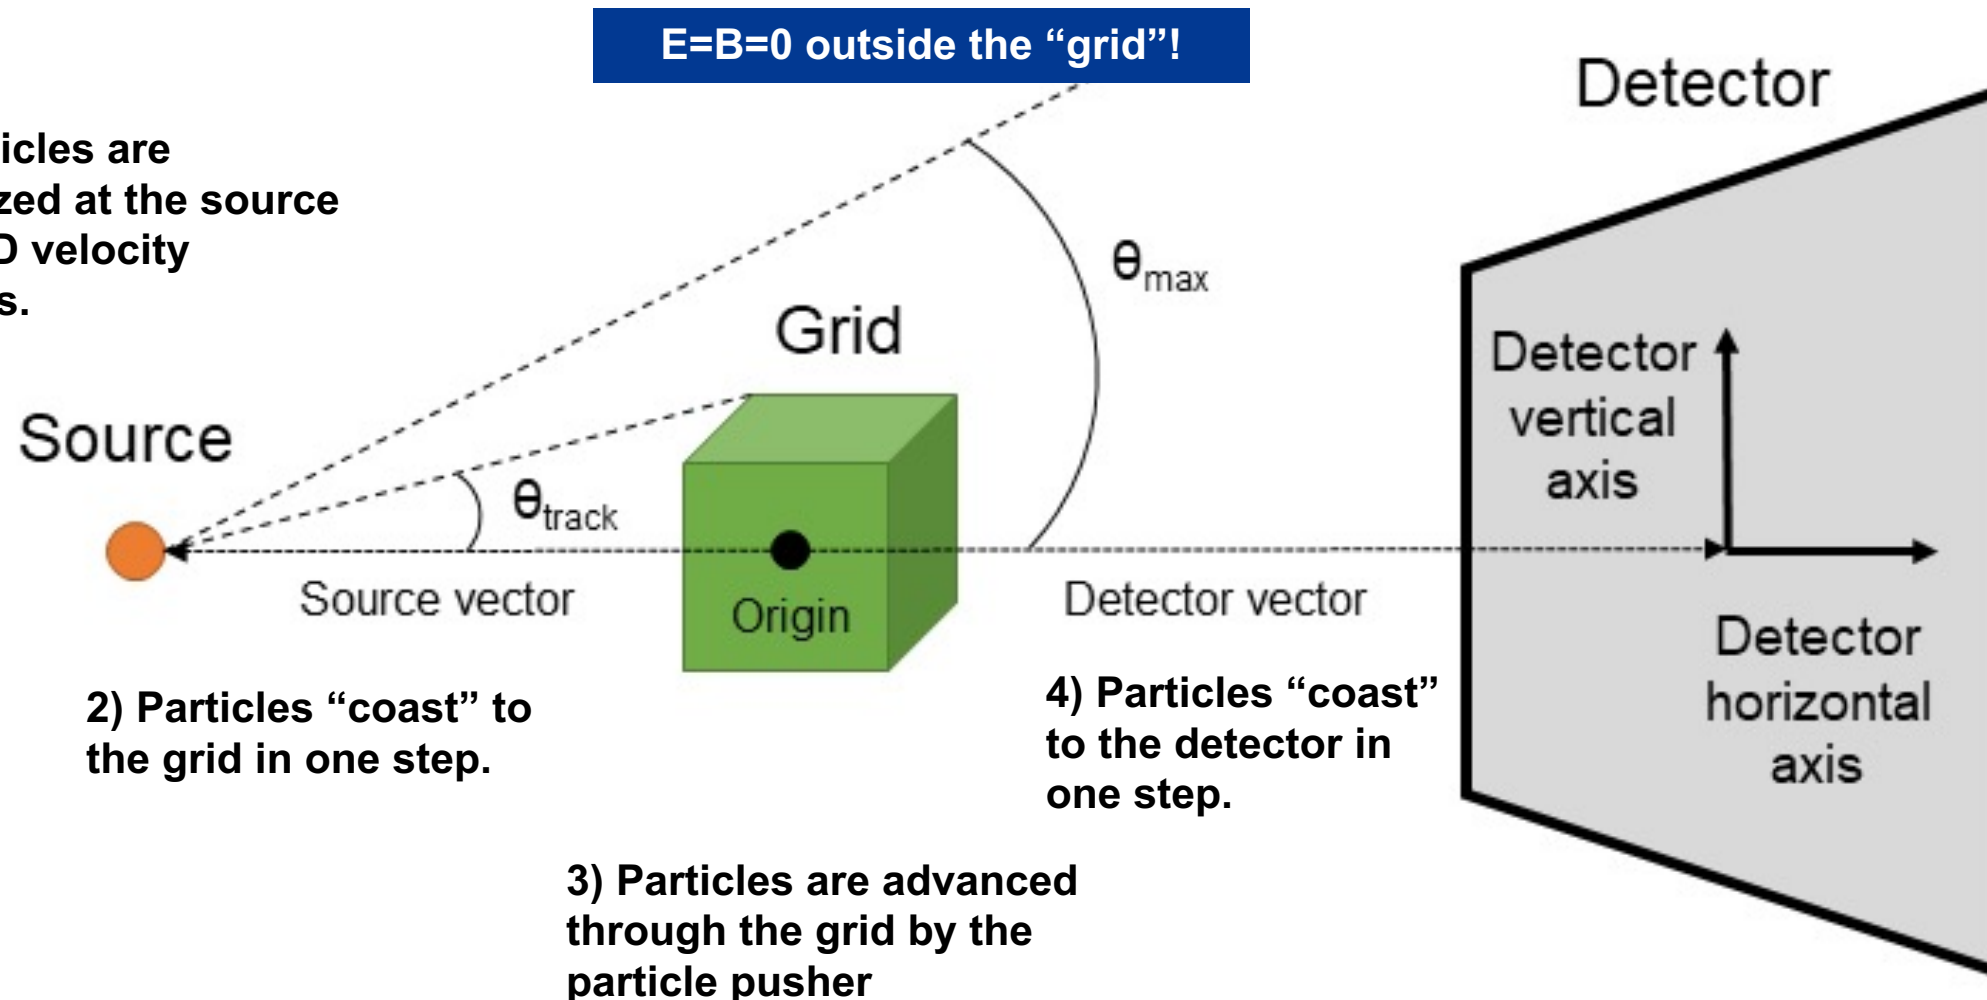 E=B=0 outside the “grid”!
Detector
icles are
zed at the source
D velocity
s.
θmax
Grid
Detector
vertical
axis
Source
θtrack
Source vector
Origin
Detector vector
Detector
horizontal
axis
2) Particles “coast” to
the grid in one step.
4) Particles “coast”
to the detector in
one step.
3) Particles are advanced
through the grid by the
particle pusher